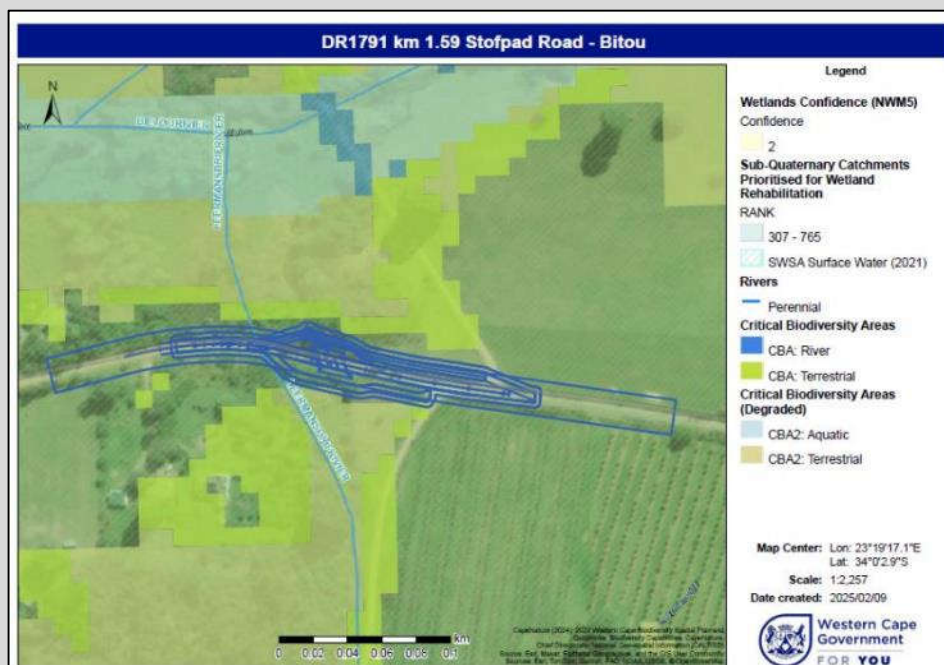 DR1791 km 1.59 Stofpad Road - Bitou
N
Legend
Wetlands Confidence (NWM5)
Confidence
2
Sub-Quaternary Catchments
Prioritised for Wetland
Rehabilitation
RANK
307 - 765
SWSA Surface Water (2021)
Rivers
Perennial
Critical Biodiversity Areas
CBA: River
CBA: Terrestrial
Critical Biodiversity Areas
(Degraded)
CBA2: Aquatic
CBA2: Terrestrial
Map Center: Lon: 23°19'17.1"E
Lat: 34°0'2.9"S
Scale: 1:2,257
Date created: 2025/02/09
km
0 0.02 0.04 0.06 0.08 0.1
Western Cape
Government
FOR YOU